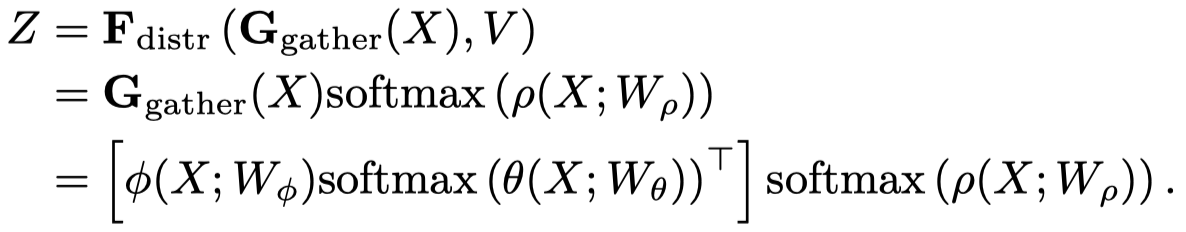 Z = F_distr (G_gather(X), V)
= G_gather(X)softmax (ρ(X; W_ρ))
= [ϕ(X; W_ϕ)softmax (θ(X; W_θ))^⊤] softmax (ρ(X; W_ρ)) .